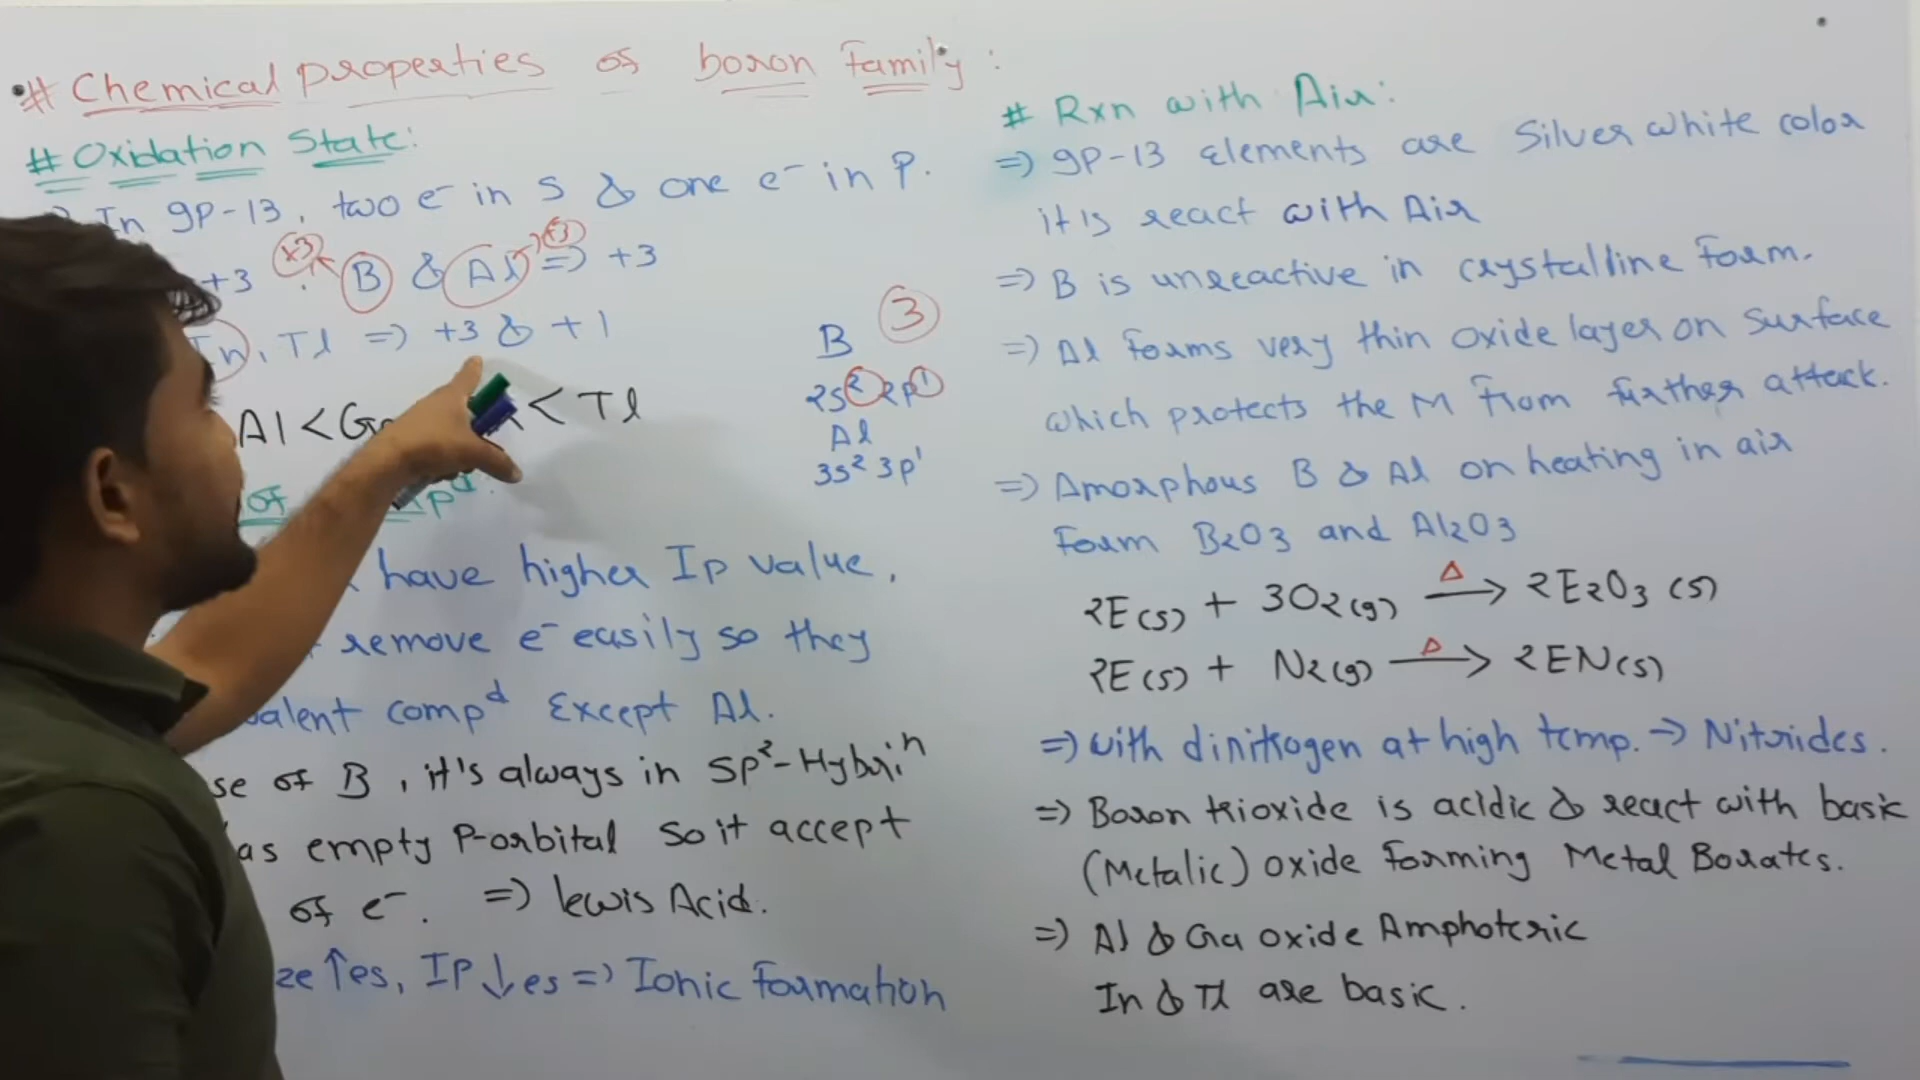 # Chemical properties of boron Family :
# Oxidation State:
In gp-13, two e- in S & one e- in P.
+3 +3 B & Al +3 => +3
In, Tl => +3 & +1
Al < Ga < Tl
of
have higher Ip value,
remove e- easily so they
compd Except Al.
of B, it's always in SP²-Hybrin
empty P-orbital so it accept
of e-. => lewis Acid.
↑es, IP ↓es => Ionic Formation
B 3
2s² 2p¹
Al
3s² 3p¹
# Rxn with Air:
=> gp-13 Elements are Silver white color
it is react with Air
=> B is unreactive in crystalline Form.
=> Al Forms very thin oxide layer on Surface
which protects the M from further attack.
=> Amorphous B & Al on heating in air
Form B2O3 and Al2O3
2E(s) + 3O2(g) Δ → 2E2O3 (s)
2E(s) + N2(g) Δ → 2EN(s)
=> with dinitrogen at high temp. → Nitrides.
=> Boron trioxide is acidic & react with basic
(Metalic) oxide Forming Metal Borates.
=> Al & Ga oxide Amphoteric
In & Tl are basic.